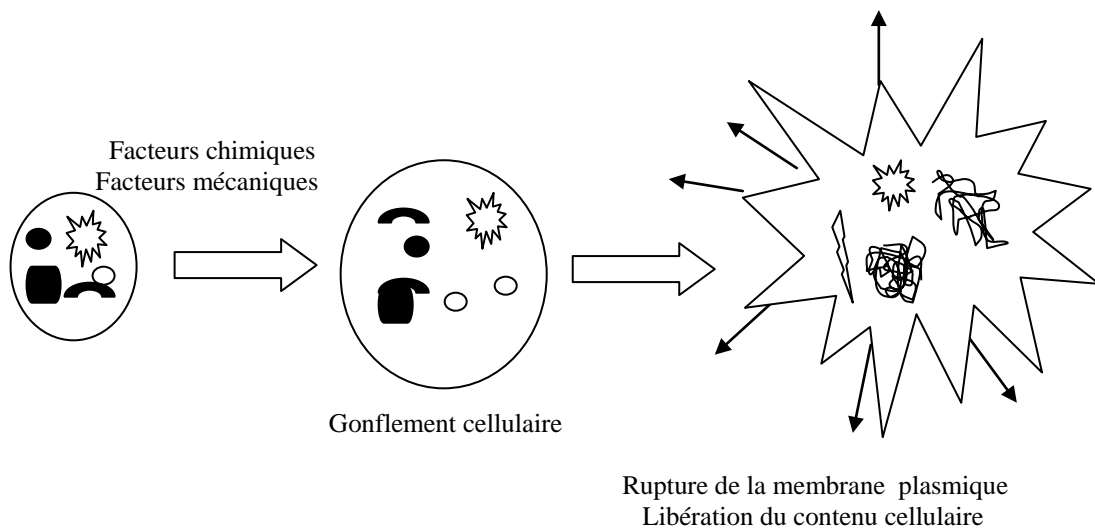 Facteurs chimiques
Facteurs mécaniques
Gonflement cellulaire
Rupture de la membrane plasmique
Libération du contenu cellulaire